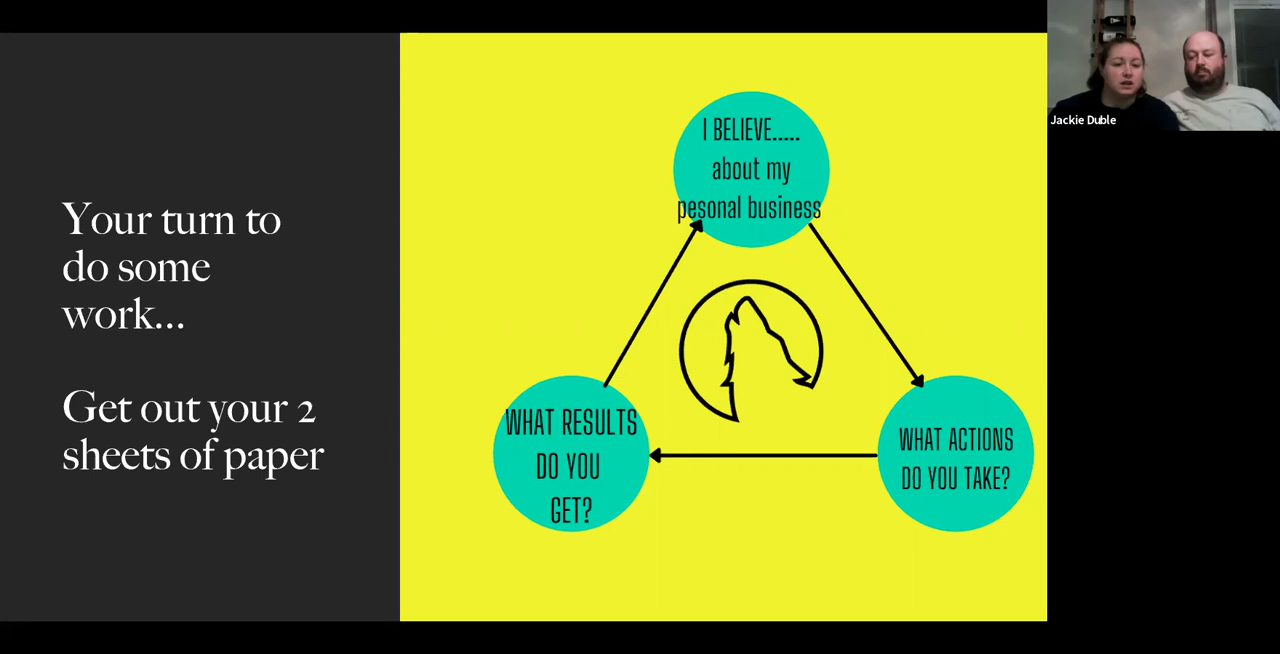 Your turn to
do some
work...
Get out your 2
sheets of paper
I BELIEVE.....
about my
pesonal business
WHAT RESULTS
DO YOU
GET?
WHAT ACTIONS
DO YOU TAKE?
Jackie Duble